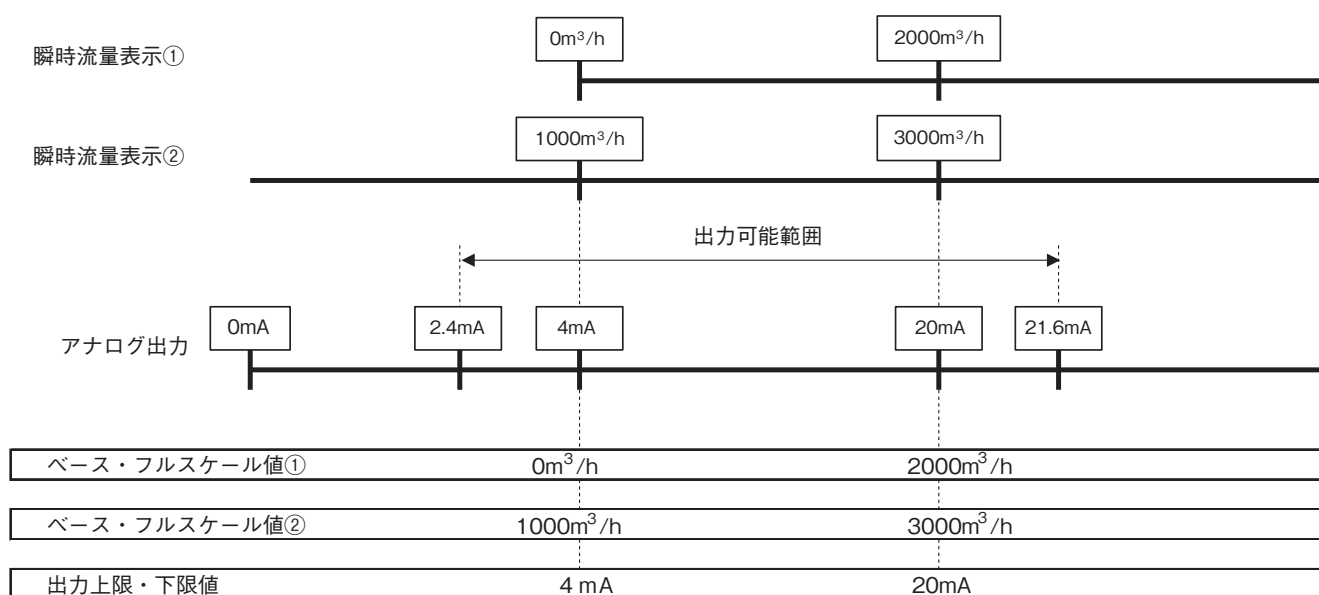 瞬時流量表示① 0m³/h 2000m³/h
瞬時流量表示② 1000m³/h 3000m³/h
出力可能範囲
アナログ出力 0mA 2.4mA 4mA 20mA 21.6mA
ベース・フルスケール値① 0m³/h 2000m³/h
ベース・フルスケール値② 1000m³/h 3000m³/h
出力上限・下限値 4 mA 20mA